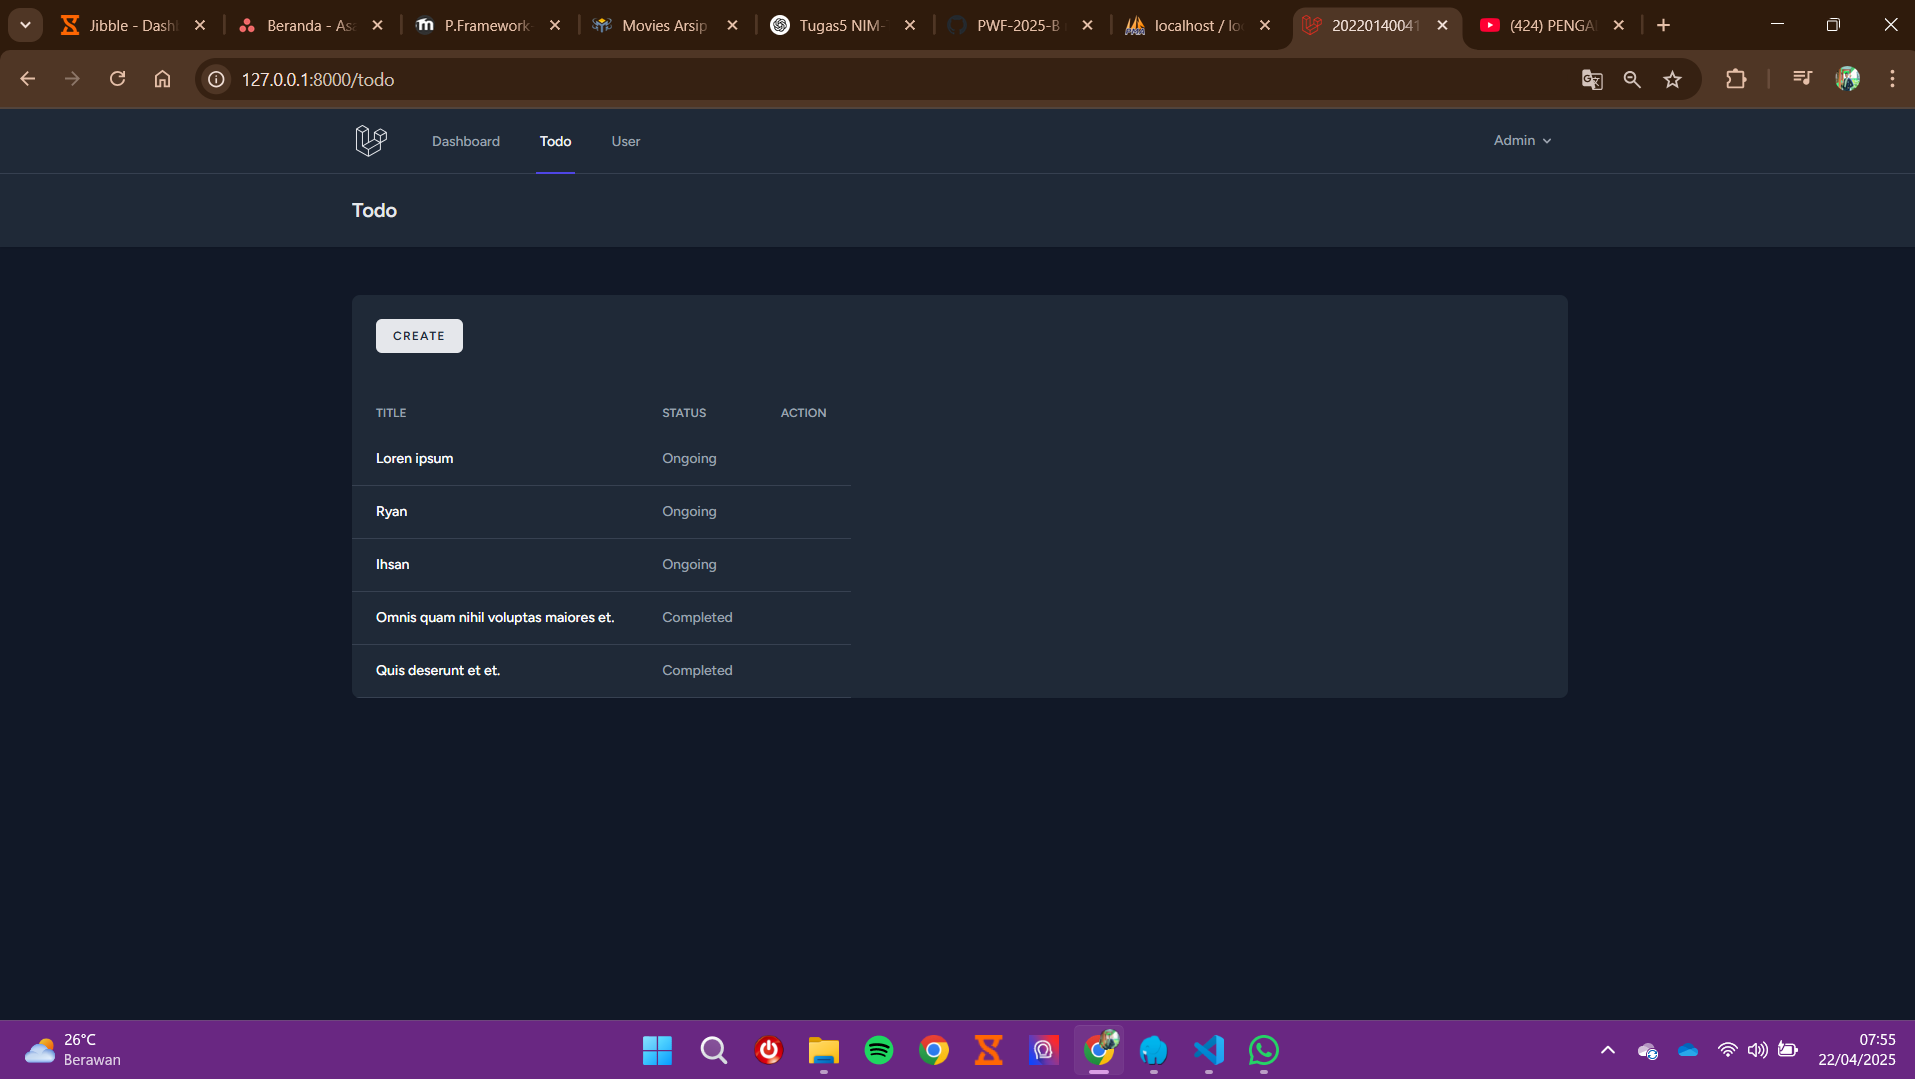 Jibble - Dash
Beranda - Asa
P.Framework-
Movies Arsip
Tugas5 NIM-
PWF-2025-B
localhost / lo
20220140041
(424) PENGA
127.0.0.1:8000/todo
Dashboard
Todo
User
Admin
Todo
CREATE
TITLE STATUS ACTION
Loren ipsum Ongoing
Ryan Ongoing
Ihsan Ongoing
Omnis quam nihil voluptas maiores et. Completed
Quis deserunt et et. Completed
26°C
Berawan
07:55
22/04/2025